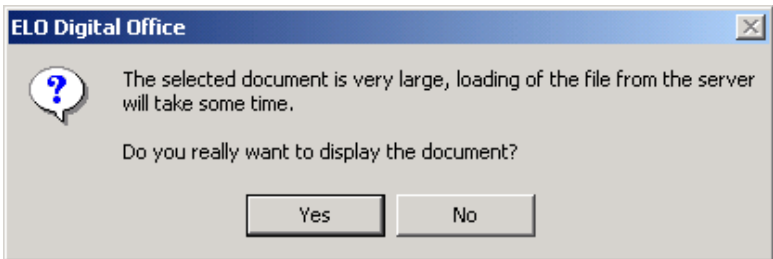 ELO Digital Office
The selected document is very large, loading of the file from the server
will take some time.
Do you really want to display the document?
Yes
No